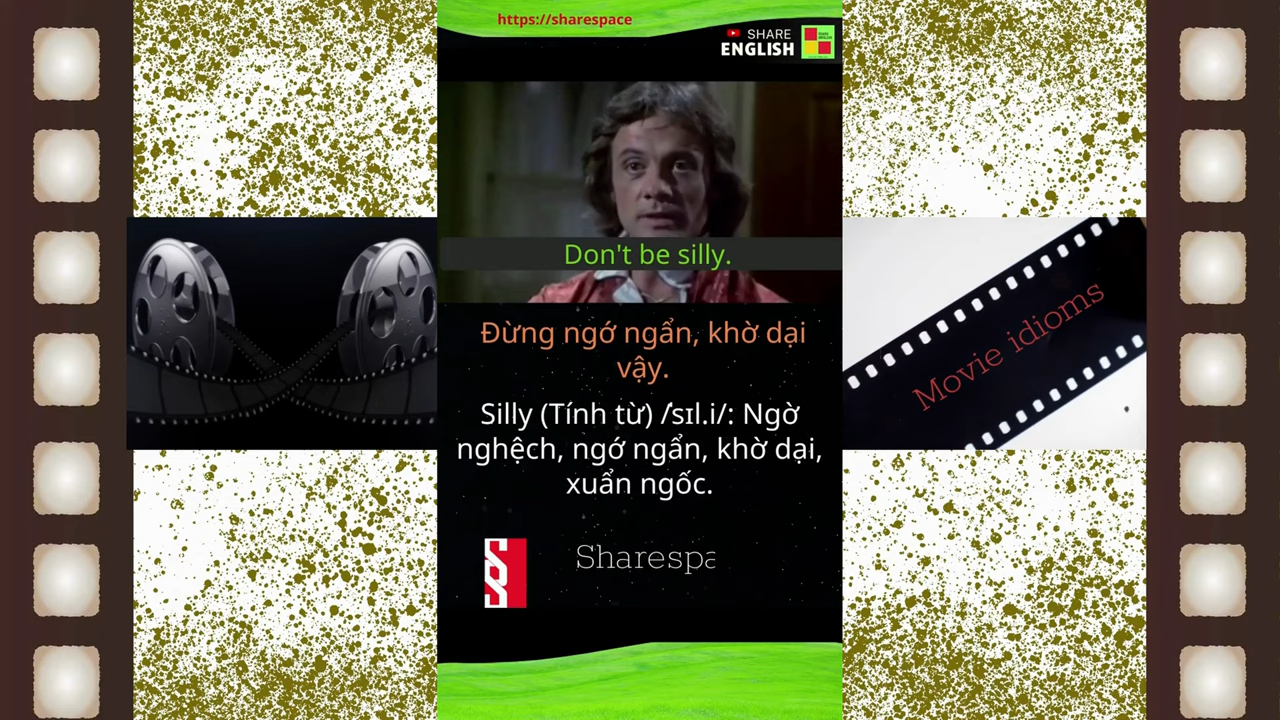 https://sharespace
SHARE
ENGLISH
Don't be silly.
Đừng ngớ ngẩn, khờ dại
vậy.
Silly (Tính từ) /ˈsɪl.i/: Ngờ
nghệch, ngớ ngẩn, khờ dại,
xuẩn ngốc.
Sharespa
Movie idioms